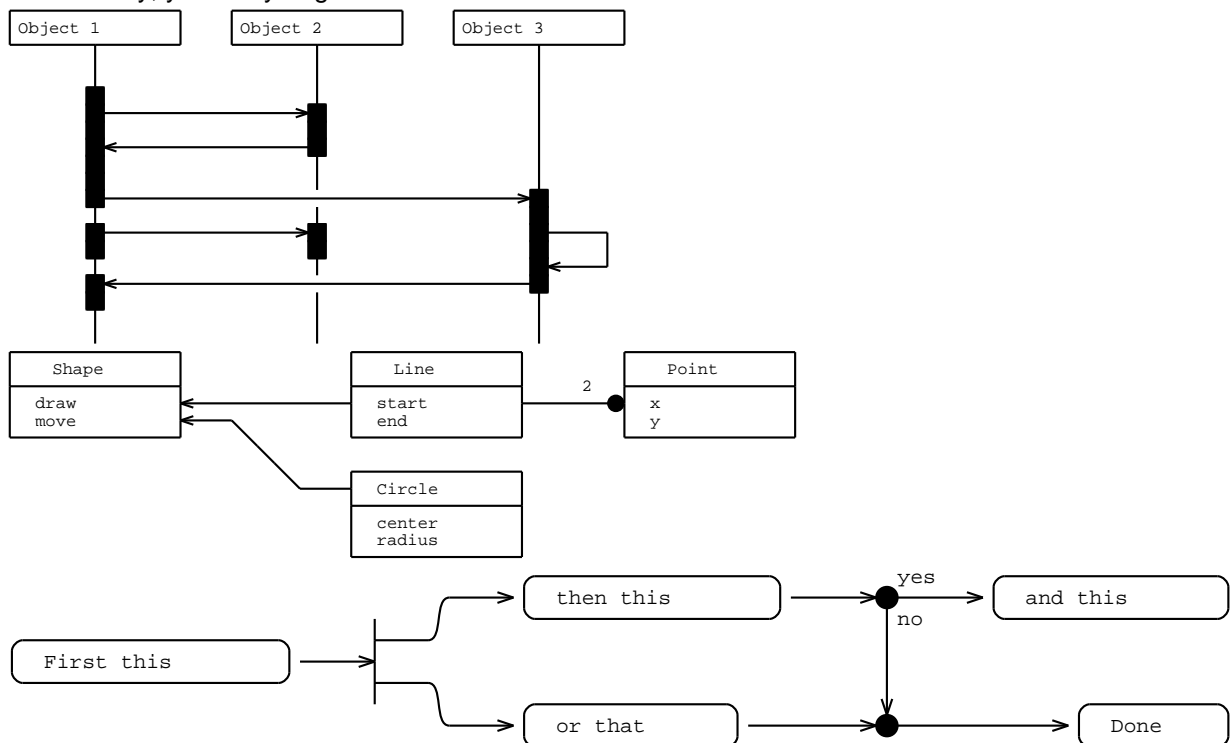 Object 1
Object 2
Object 3
Shape
draw
move
Line
start
end
2
Point
x
y
Circle
center
radius
First this
then this
yes
no
and this
or that
Done